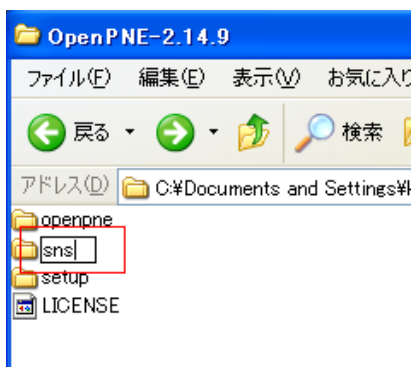 OpenPNE-2.14.9
ファイル(F) 編集(E) 表示(V) お気に入り
戻る 検索
アドレス(D) C:¥Documents and Settings¥
openpne
sns
setup
LICENSE